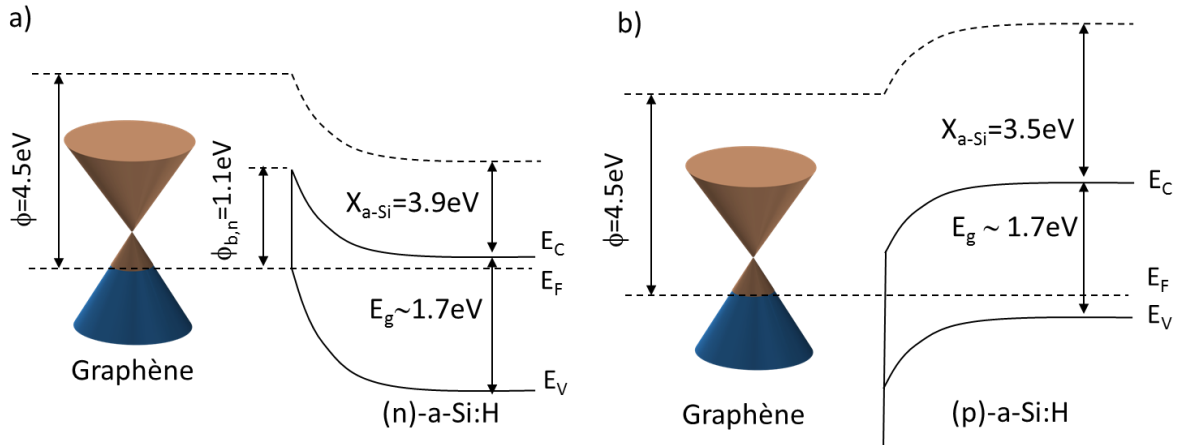 a)
ϕ=4.5eV
ϕb,n=1.1eV
Xa-Si=3.9eV
EC
EF
Eg~1.7eV
EV
Graphène
(n)-a-Si:H
b)
ϕ=4.5eV
Xa-Si=3.5eV
EC
Eg ~ 1.7eV
EF
EV
Graphène
(p)-a-Si:H